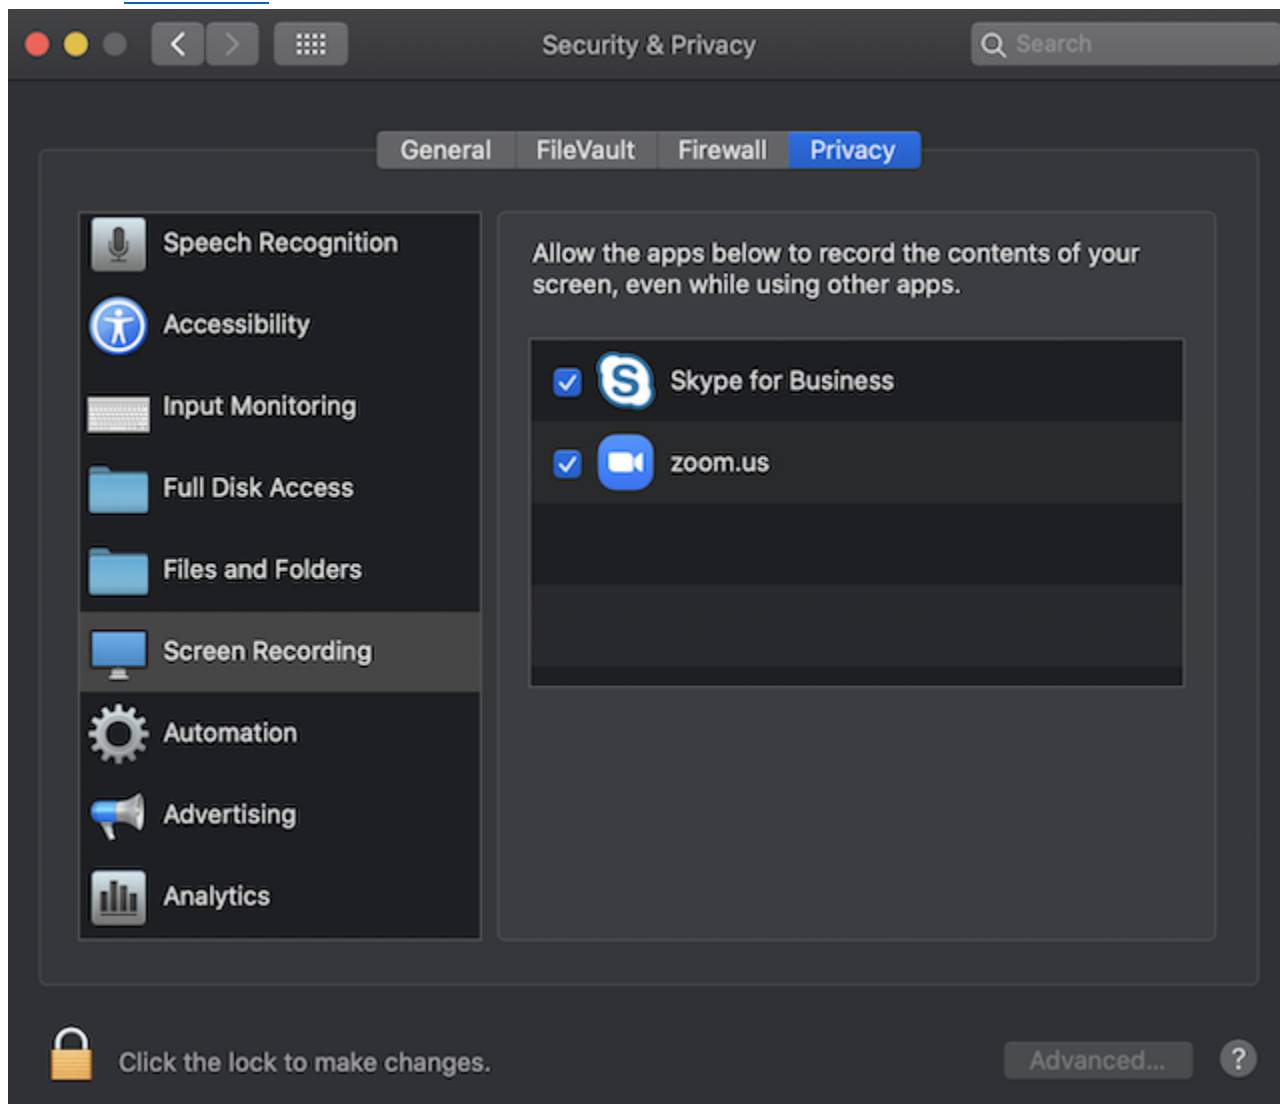 Security & Privacy
Search
General
FileVault
Firewall
Privacy
Speech Recognition
Accessibility
Input Monitoring
Full Disk Access
Files and Folders
Screen Recording
Automation
Advertising
Analytics
Allow the apps below to record the contents of your
screen, even while using other apps.
S
Skype for Business
zoom.us
Click the lock to make changes.
Advanced...
?